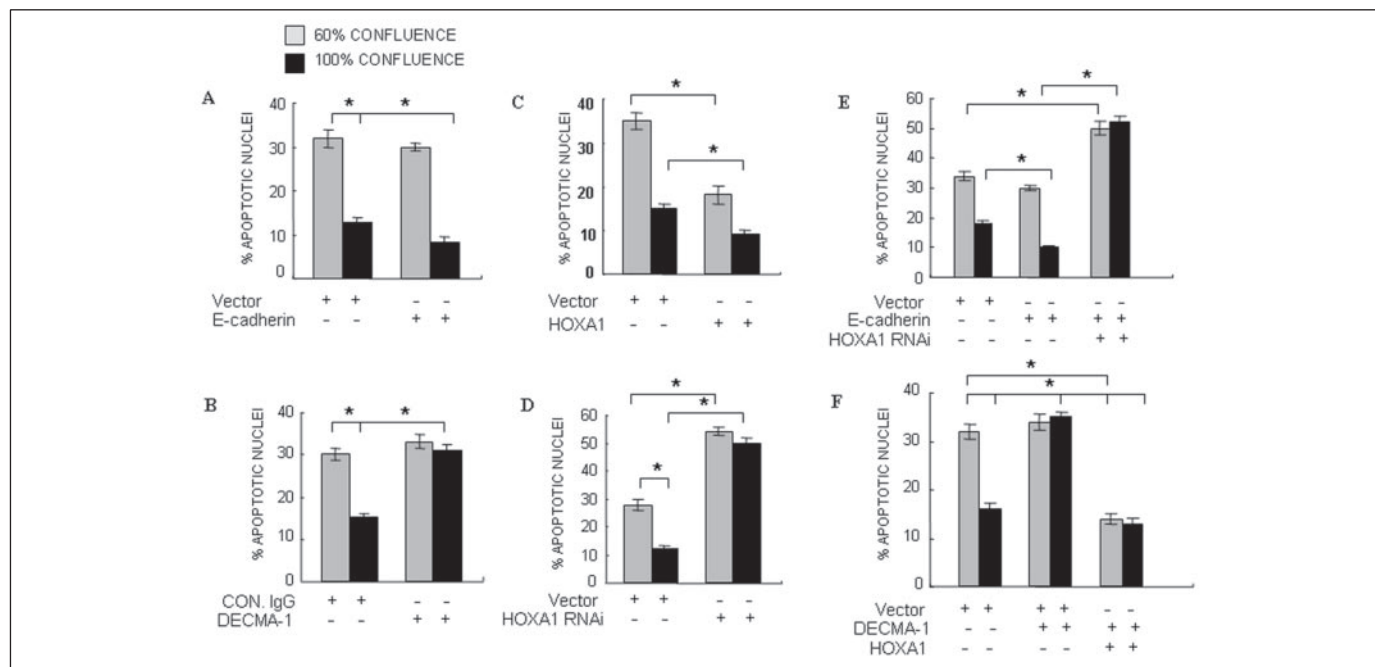 60% CONFLUENCE
100% CONFLUENCE
A
% APOPTOTIC NUCLEI
40
30
20
10
0
* *
Vector + + - -
E-cadherin - - + +
C
% APOPTOTIC NUCLEI
40
30
20
10
0
*
*
Vector + + - -
HOXA1 - - + +
E
% APOPTOTIC NUCLEI
60
50
40
30
20
10
0
*
*
*
Vector + + - - - -
E-cadherin - - + + + +
HOXA1 RNAi - - - - + +
B
% APOPTOTIC NUCLEI
40
30
20
10
0
* *
CON. IgG + + - -
DECMA-1 - - + +
D
% APOPTOTIC NUCLEI
60
50
40
30
20
10
0
*
*
*
Vector + + - -
HOXA1 RNAi - - + +
F
% APOPTOTIC NUCLEI
40
30
20
10
0
*
* *
Vector + + + + - -
DECMA-1 - - + + + +
HOXA1 - - - - + +